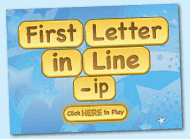 First Letter
in Line
-ip
Click HERE to Play